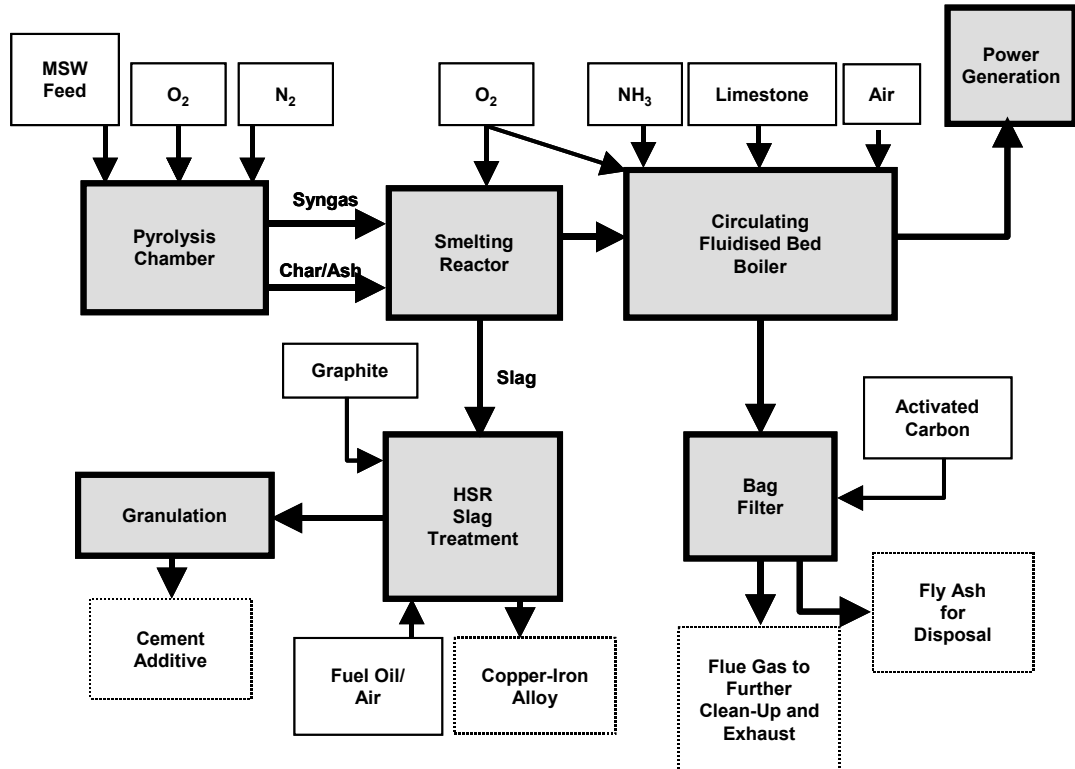 MSW
Feed
O₂
N₂
O₂
NH₃
Limestone
Air
Power
Generation
Pyrolysis
Chamber
Syngas
Char/Ash
Smelting
Reactor
Circulating
Fluidised Bed
Boiler
Graphite
Slag
Activated
Carbon
Granulation
HSR
Slag
Treatment
Bag
Filter
Cement
Additive
Fuel Oil/
Air
Copper-Iron
Alloy
Flue Gas to
Further
Clean-Up and
Exhaust
Fly Ash
for
Disposal